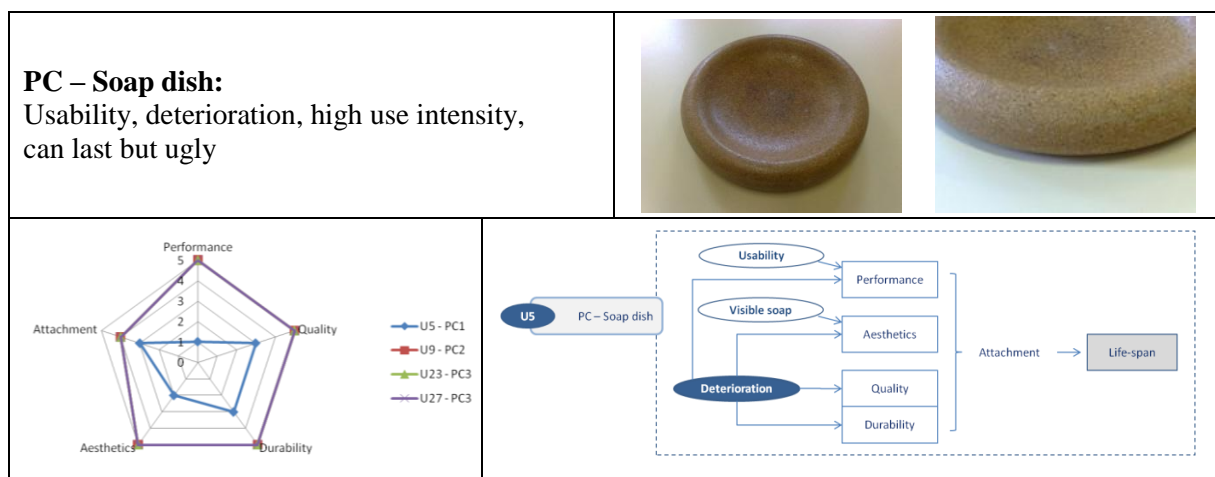 PC – Soap dish:
Usability, deterioration, high use intensity,
can last but ugly
Performance
5
4
3
2
1
0
Attachment
Quality
Aesthetics
Durability
U5 - PC1
U9 - PC2
U23 - PC3
U27 - PC3
U5
PC – Soap dish
Usability
Performance
Visible soap
Aesthetics
Attachment
Life-span
Deterioration
Quality
Durability